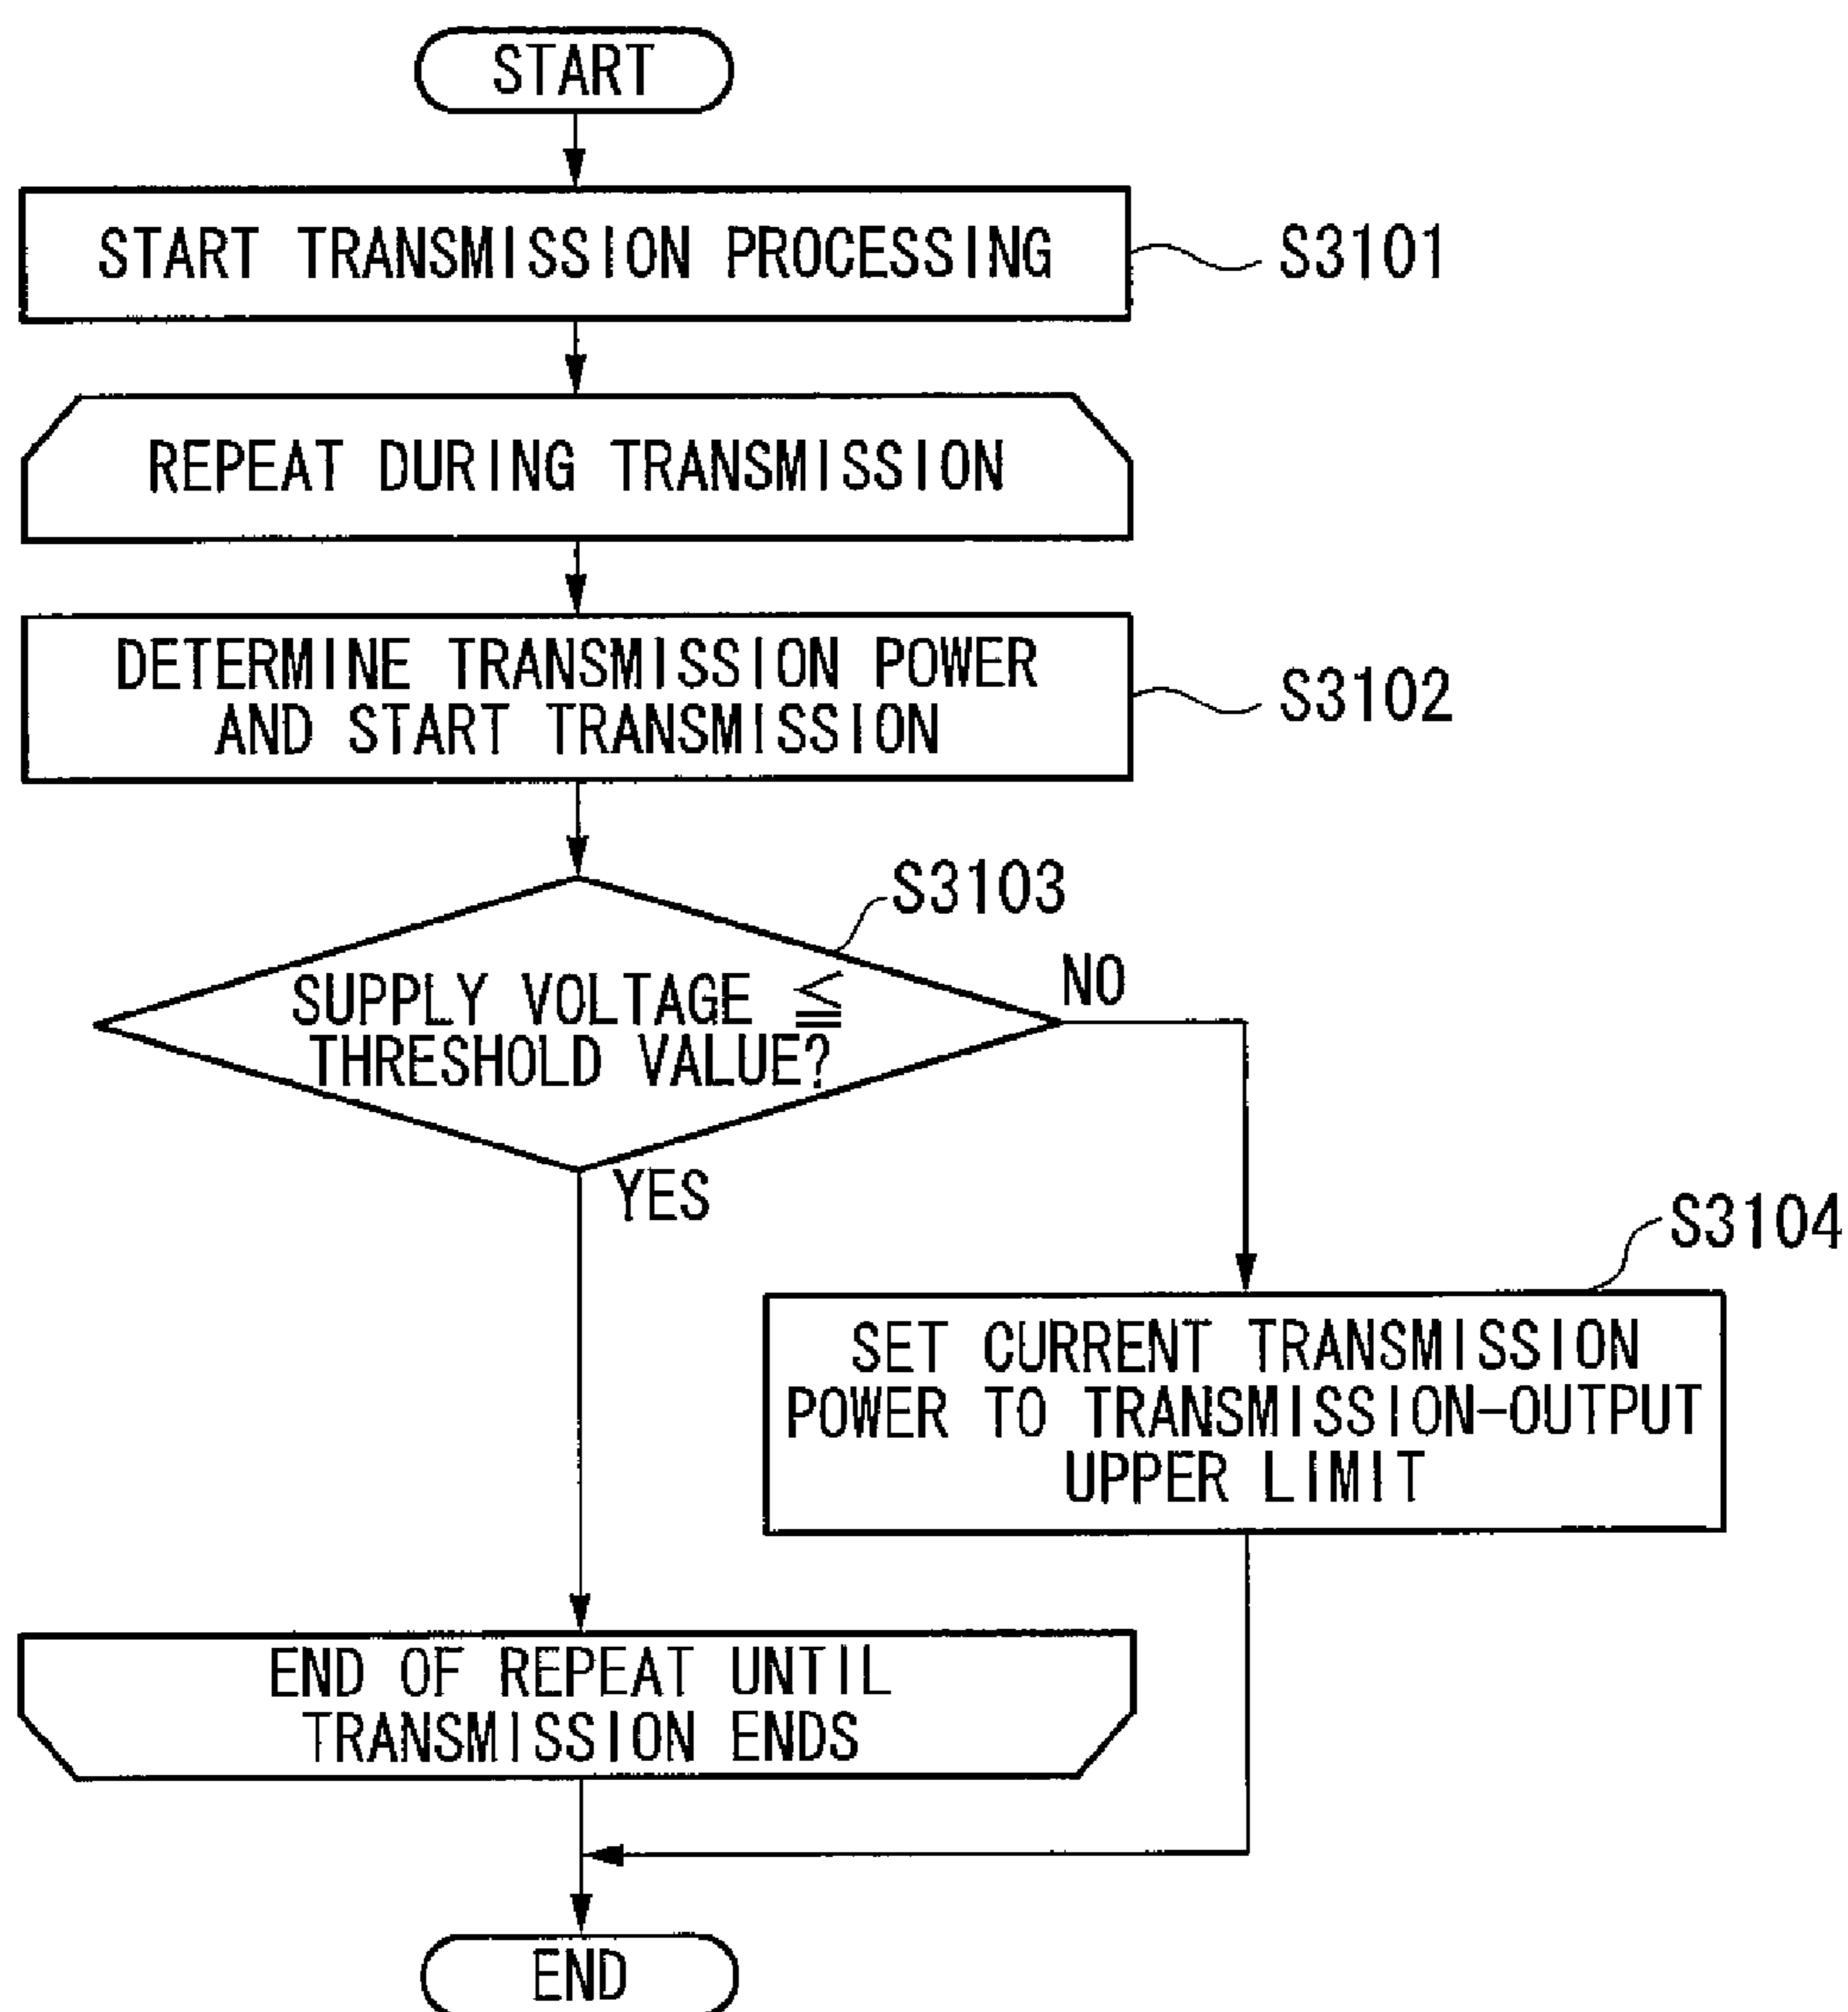 START
START TRANSMISSION PROCESSING
S3101
REPEAT DURING TRANSMISSION
DETERMINE TRANSMISSION POWER
AND START TRANSMISSION
S3102
S3103
SUPPLY VOLTAGE ≦
THRESHOLD VALUE?
NO
YES
S3104
SET CURRENT TRANSMISSION
POWER TO TRANSMISSION-OUTPUT
UPPER LIMIT
END OF REPEAT UNTIL
TRANSMISSION ENDS
END